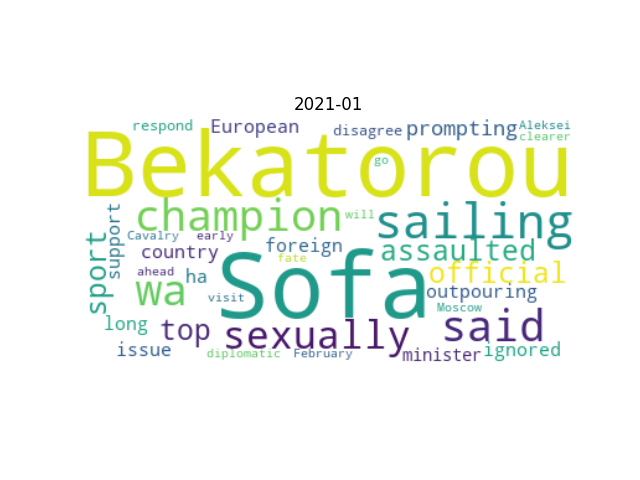 2021-01
respond European disagree prompting Aleksei
clearer
Bekatorou
go
champion will sailing
support Cavalry early foreign assaulted
sport country fate Sofa official
ahead ha
wa visit outpouring
Moscow
long top sexually said
issue diplomatic February minister ignored